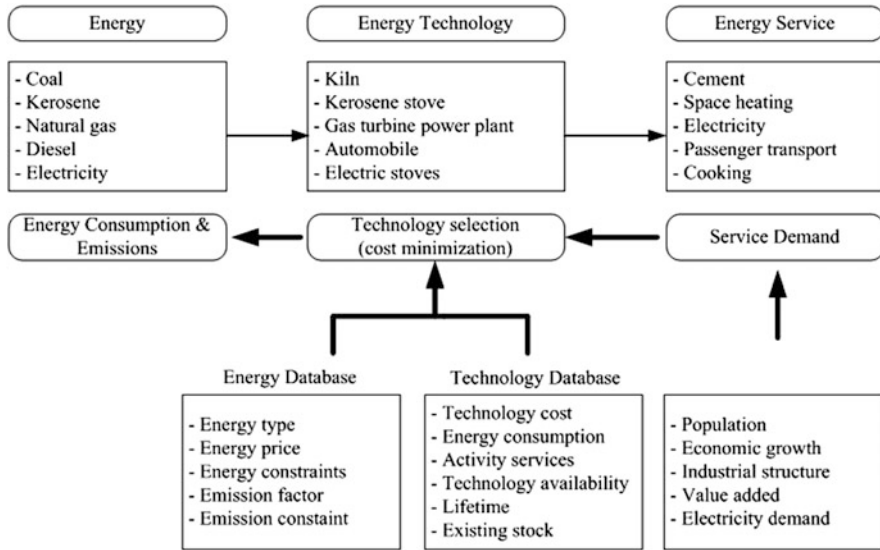 Energy
Energy Technology
Energy Service
- Coal
- Kerosene
- Natural gas
- Diesel
- Electricity
- Kiln
- Kerosene stove
- Gas turbine power plant
- Automobile
- Electric stoves
- Cement
- Space heating
- Electricity
- Passenger transport
- Cooking
Energy Consumption &
Emissions
Technology selection
(cost minimization)
Service Demand
Energy Database
- Energy type
- Energy price
- Energy constraints
- Emission factor
- Emission constaint
Technology Database
- Technology cost
- Energy consumption
- Activity services
- Technology availability
- Lifetime
- Existing stock
- Population
- Economic growth
- Industrial structure
- Value added
- Electricity demand